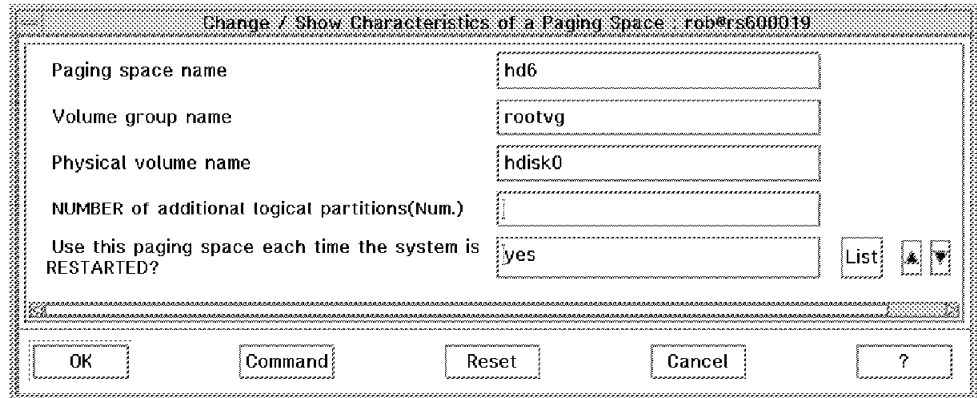 Change / Show Characteristics of a Paging Space : rob@rs600019
Paging space name hd6
Volume group name rootvg
Physical volume name hdisk0
NUMBER of additional logical partitions(Num.)
Use this paging space each time the system is yes List
RESTARTED?
OK Command Reset Cancel ?